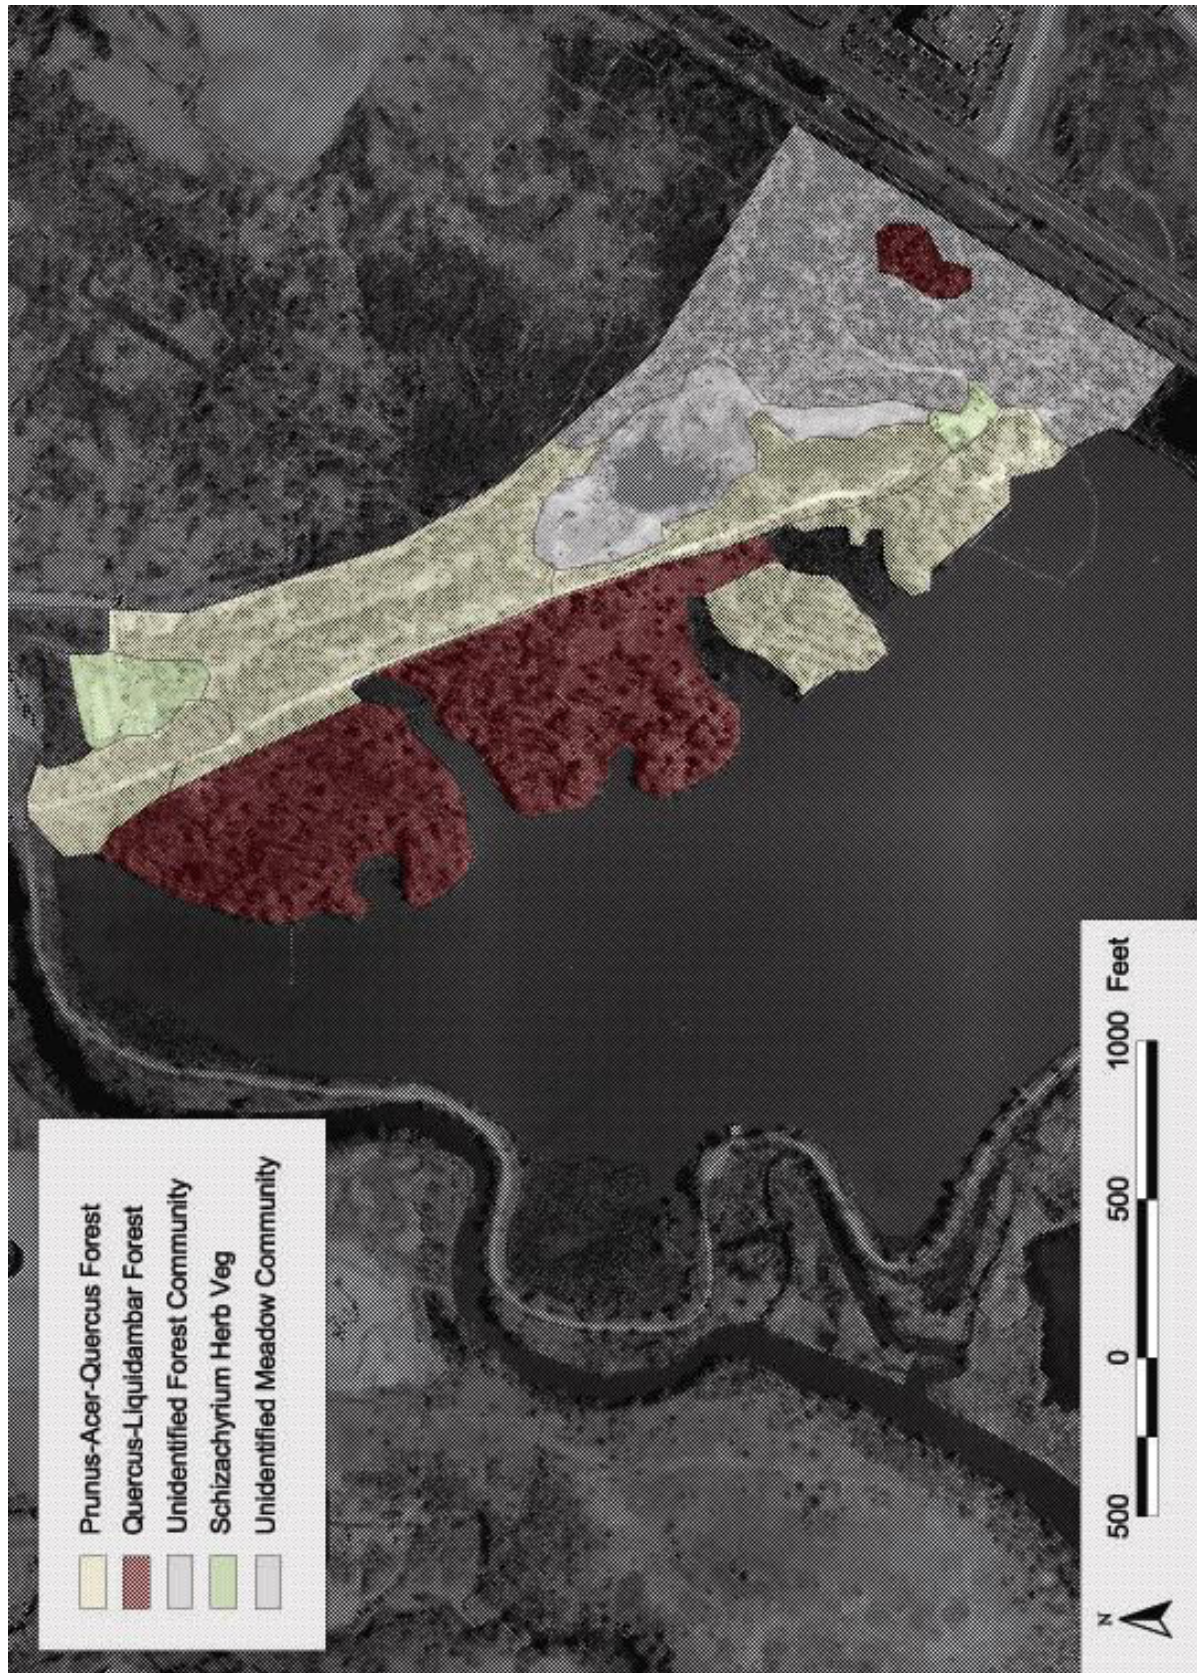 Prunus-Acer-Quercus Forest
Quercus-Liquidambar Forest
Unidentified Forest Community
Schizachyrium Herb Veg
Unidentified Meadow Community
N
500 0 500 1000 Feet